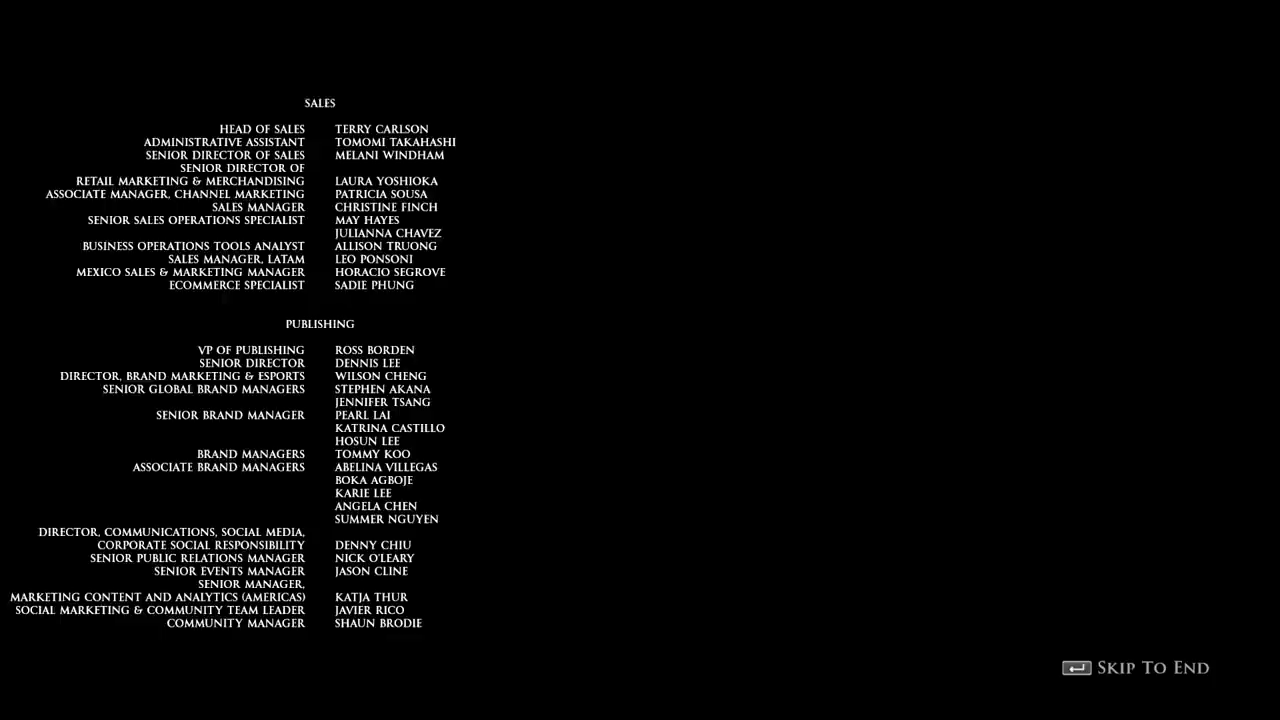 SALES
HEAD OF SALES TERRY CARLSON
ADMINISTRATIVE ASSISTANT TOMOMI TAKAHASHI
SENIOR DIRECTOR OF SALES MELANI WINDHAM
SENIOR DIRECTOR OF
RETAIL MARKETING & MERCHANDISING LAURA YOSHIOKA
ASSOCIATE MANAGER, CHANNEL MARKETING PATRICIA SOUSA
SALES MANAGER CHRISTINE FINCH
SENIOR SALES OPERATIONS SPECIALIST MAY HAYES
JULIANNA CHAVEZ
BUSINESS OPERATIONS TOOLS ANALYST ALLISON TRUONG
SALES MANAGER, LATAM LEO PONSONI
MEXICO SALES & MARKETING MANAGER HORACIO SEGROVE
ECOMMERCE SPECIALIST SADIE PHUNG
PUBLISHING
VP OF PUBLISHING ROSS BORDEN
SENIOR DIRECTOR DENNIS LEE
DIRECTOR, BRAND MARKETING & ESPORTS WILSON CHENG
SENIOR GLOBAL BRAND MANAGERS STEPHEN AKANA
JENNIFER TSANG
SENIOR BRAND MANAGER PEARL LAI
KATRINA CASTILLO
HOSUN LEE
BRAND MANAGERS TOMMY KOO
ASSOCIATE BRAND MANAGERS ABELINA VILLEGAS
BOKA AGBOJE
KARIE LEE
ANGELA CHEN
SUMMER NGUYEN
DIRECTOR, COMMUNICATIONS, SOCIAL MEDIA,
CORPORATE SOCIAL RESPONSIBILITY DENNY CHIU
SENIOR PUBLIC RELATIONS MANAGER NICK O'LEARY
SENIOR EVENTS MANAGER JASON CLINE
SENIOR MANAGER,
MARKETING CONTENT AND ANALYTICS (AMERICAS) KATJA THUR
SOCIAL MARKETING & COMMUNITY TEAM LEADER JAVIER RICO
COMMUNITY MANAGER SHAUN BRODIE
SKIP TO END